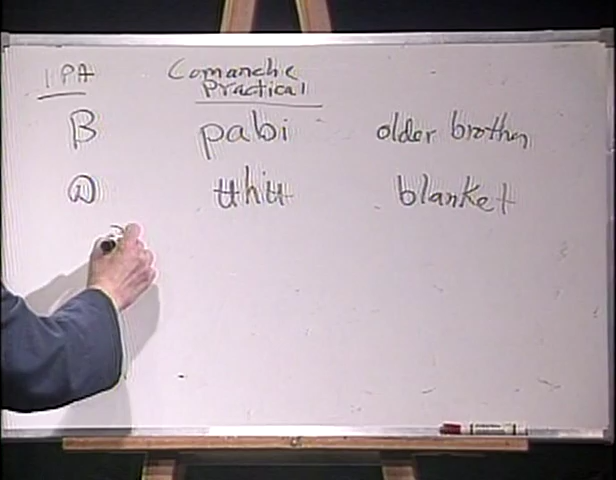 IPA Comanche
Practical
β pabi older brother
ʉhʉ blanket